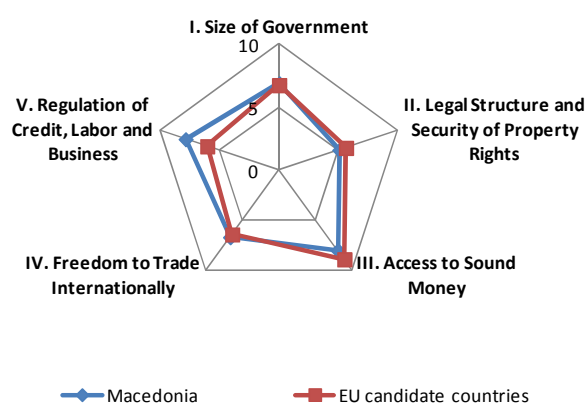 I. Size of Government
10
V. Regulation of
Credit, Labor and
Business
5
II. Legal Structure and
Security of Property
Rights
0
IV. Freedom to Trade
Internationally
III. Access to Sound
Money
Macedonia
EU candidate countries